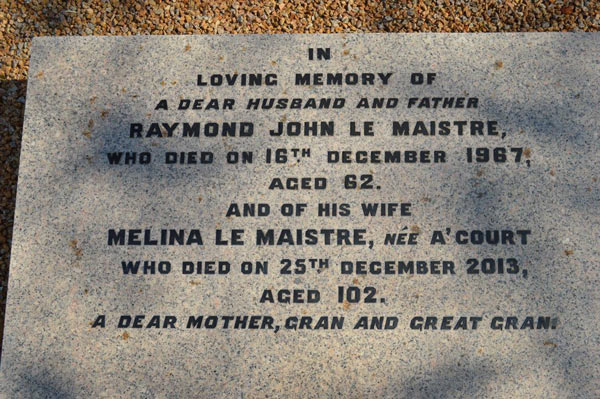 IN
LOVING MEMORY OF
A DEAR HUSBAND AND FATHER
RAYMOND JOHN LE MAISTRE,
WHO DIED ON 16TH DECEMBER 1967,
AGED 62.
AND OF HIS WIFE
MELINA LE MAISTRE, NÉE A'COURT
WHO DIED ON 25TH DECEMBER 2013,
AGED 102.
A DEAR MOTHER, GRAN AND GREAT GRAN.